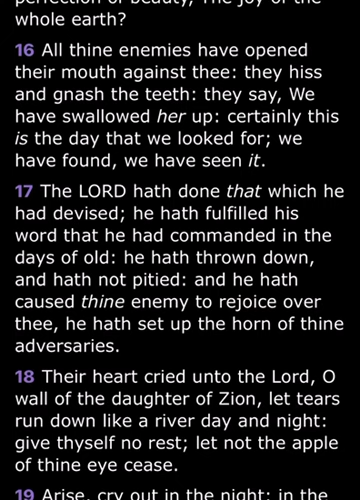 perfection of beauty, The joy of the
whole earth?
16 All thine enemies have opened
their mouth against thee: they hiss
and gnash the teeth: they say, We
have swallowed her up: certainly this
is the day that we looked for; we
have found, we have seen it.
17 The LORD hath done that which he
had devised; he hath fulfilled his
word that he had commanded in the
days of old: he hath thrown down,
and hath not pitied: and he hath
caused thine enemy to rejoice over
thee, he hath set up the horn of thine
adversaries.
18 Their heart cried unto the Lord, O
wall of the daughter of Zion, let tears
run down like a river day and night:
give thyself no rest; let not the apple
of thine eye cease.
19 Arise, cry out in the night: in the